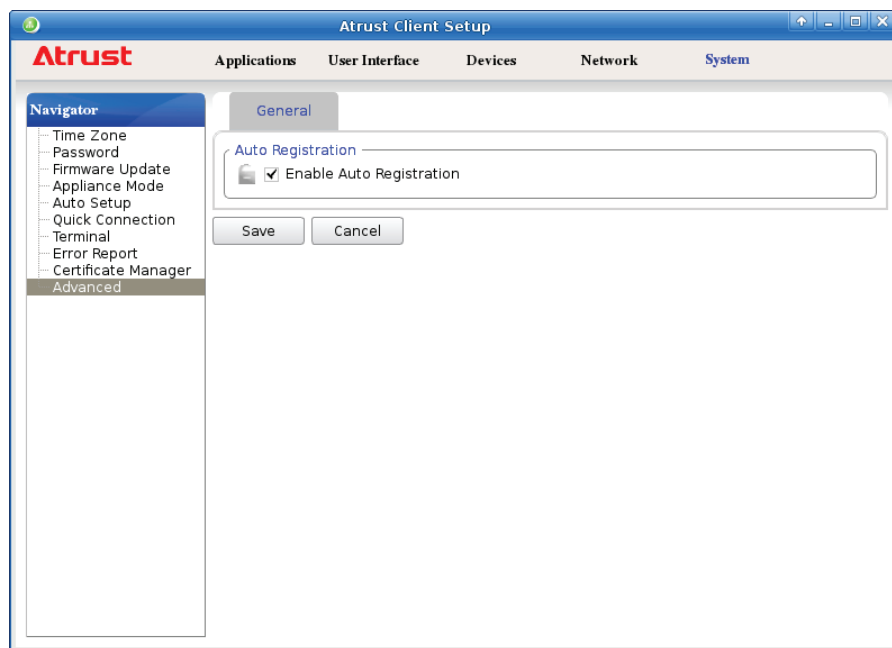 Atrust Client Setup
Atrust
Applications User Interface Devices Network System
Navigator
Time Zone
Password
Firmware Update
Appliance Mode
Auto Setup
Quick Connection
Terminal
Error Report
Certificate Manager
Advanced
General
Auto Registration
Enable Auto Registration
Save Cancel